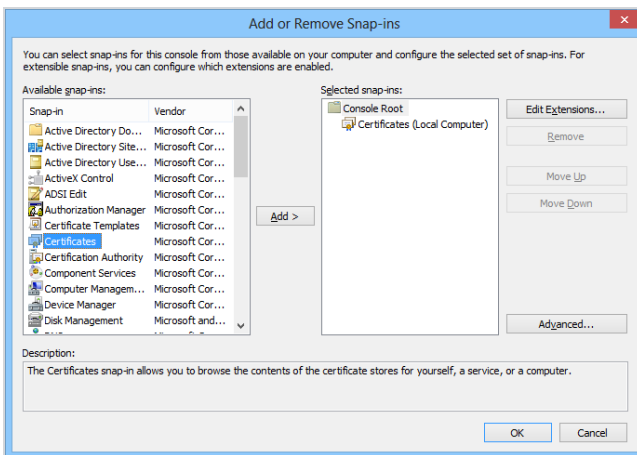 Add or Remove Snap-ins
You can select snap-ins for this console from those available on your computer and configure the selected set of snap-ins. For
extensible snap-ins, you can configure which extensions are enabled.
Available snap-ins:
Snap-in Vendor
Active Directory Do... Microsoft Cor...
Active Directory Site... Microsoft Cor...
Active Directory Use... Microsoft Cor...
ActiveX Control Microsoft Cor...
ADSI Edit Microsoft Cor...
Authorization Manager Microsoft Cor...
Certificate Templates Microsoft Cor...
Certificates Microsoft Cor...
Certification Authority Microsoft Cor...
Component Services Microsoft Cor...
Computer Managem... Microsoft Cor...
Device Manager Microsoft Cor...
Disk Management Microsoft and...
Add >
Selected snap-ins:
Console Root
Certificates (Local Computer)
Edit Extensions...
Remove
Move Up
Move Down
Advanced...
Description:
The Certificates snap-in allows you to browse the contents of the certificate stores for yourself, a service, or a computer.
OK Cancel